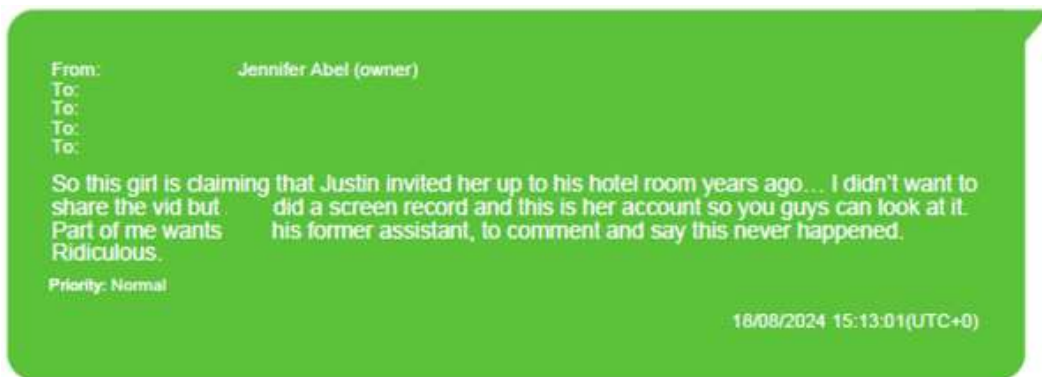 From: Jennifer Abel (owner)
To:
To:
To:
To:
So this girl is claiming that Justin invited her up to his hotel room years ago... I didn't want to
share the vid but did a screen record and this is her account so you guys can look at it.
Part of me wants his former assistant, to comment and say this never happened.
Ridiculous.
Priority: Normal
18/08/2024 15:13:01(UTC+0)